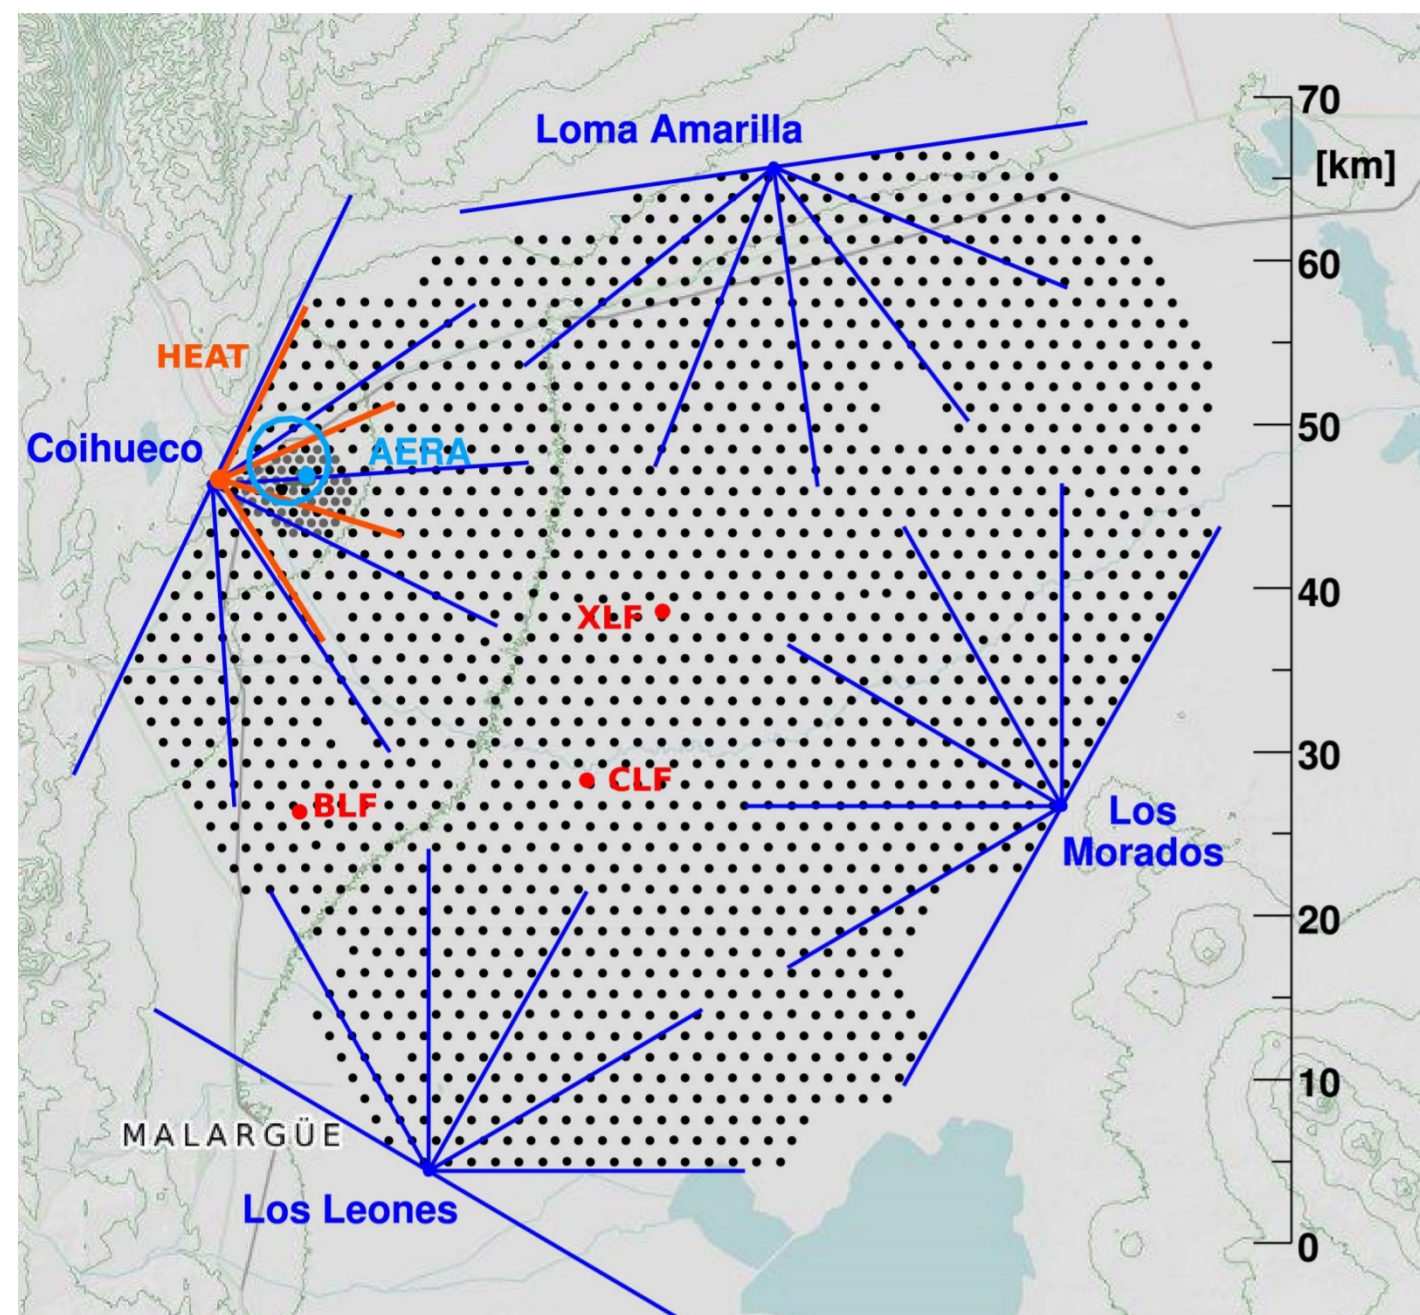 70
Loma Amarilla
[km]
60
HEAT
50
Coihueco
AERA
XLF
40
30
CLF
BLF
Los
Morados
20
10
MALARGÜE
Los Leones
0